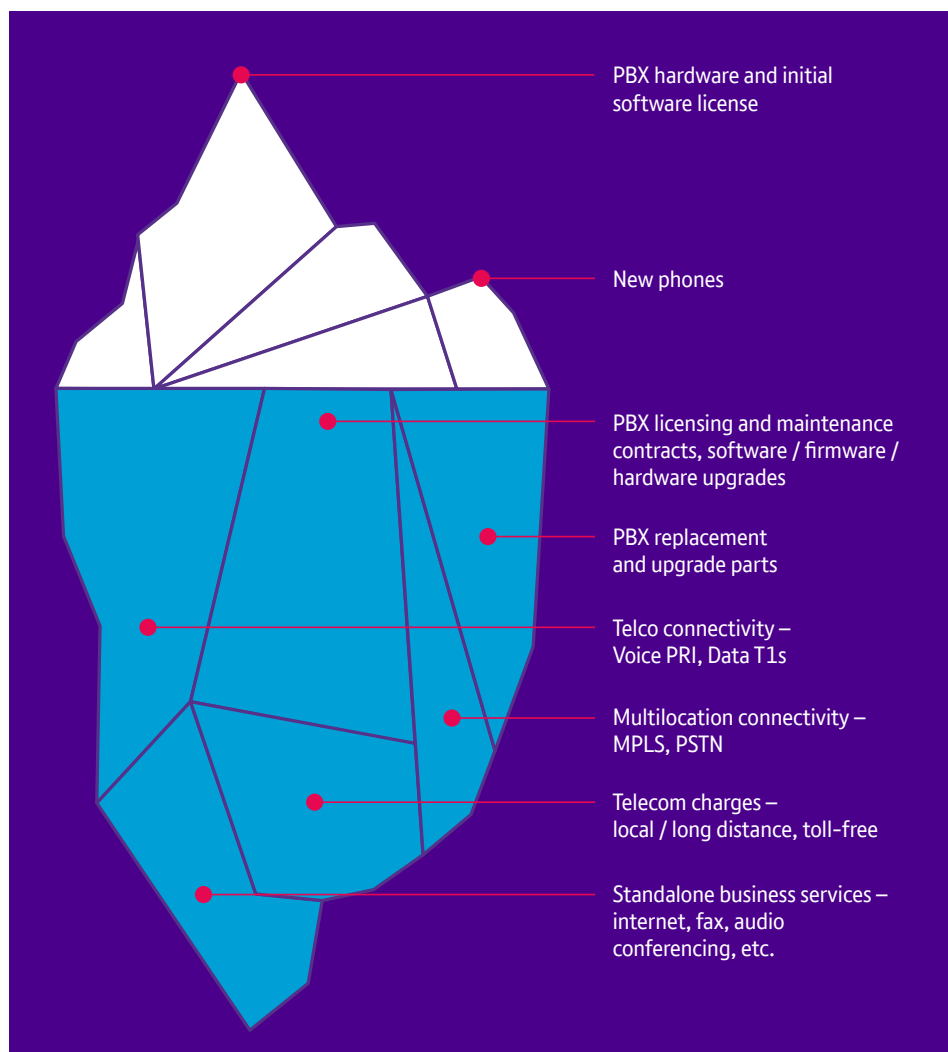 PBX hardware and initial
software license
New phones
PBX licensing and maintenance
contracts, software / firmware /
hardware upgrades
PBX replacement
and upgrade parts
Telco connectivity –
Voice PRI, Data T1s
Multilocation connectivity –
MPLS, PSTN
Telecom charges –
local / long distance, toll-free
Standalone business services –
internet, fax, audio
conferencing, etc.